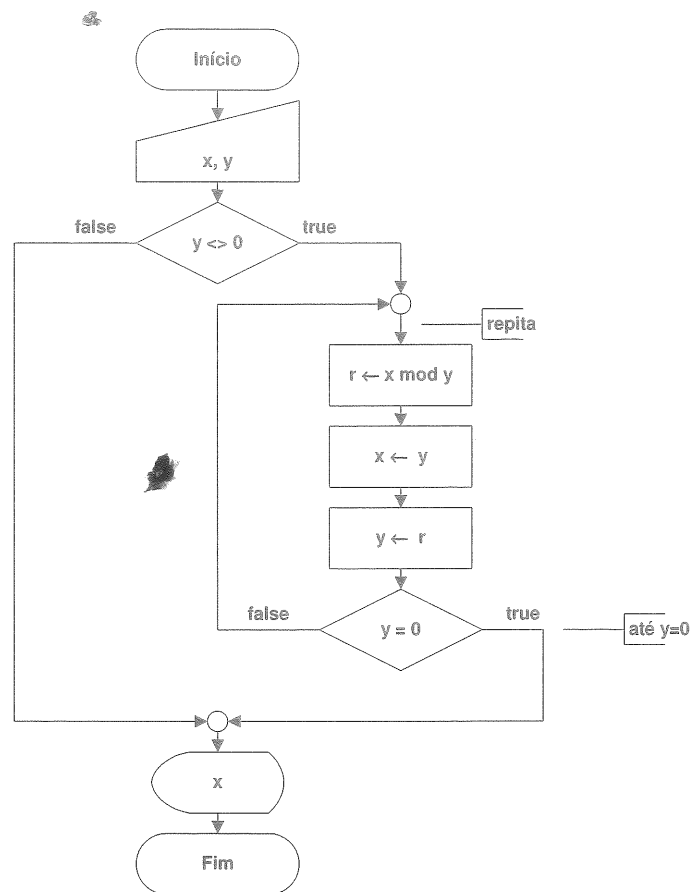 Início
x, y
y <> 0
false
true
repita
r ← x mod y
x ← y
y ← r
y = 0
false
true
até y=0
x
Fim